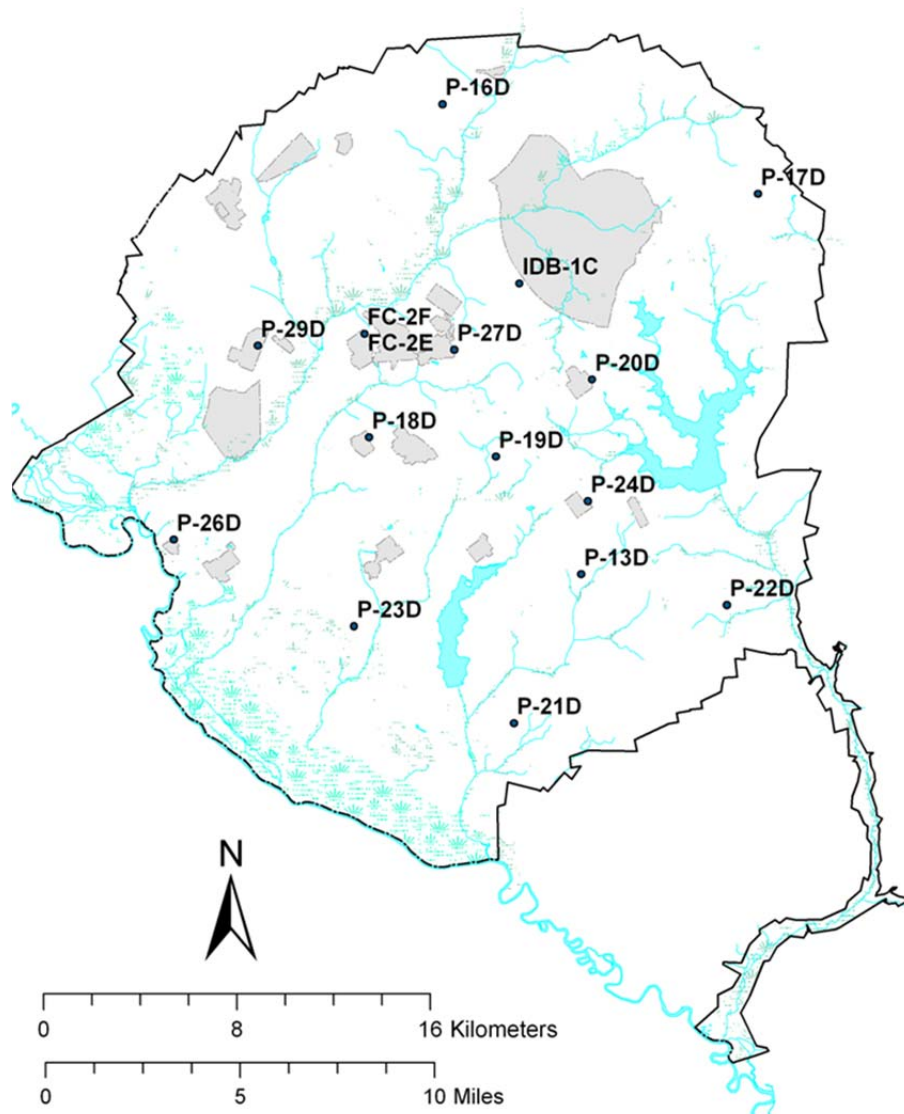 P-16D
P-17D
IDB-1C
FC-2F
P-29D
FC-2E
P-27D
P-20D
P-18D
P-19D
P-24D
P-26D
P-13D
P-22D
P-23D
P-21D
N
0 8 16 Kilometers
0 5 10 Miles